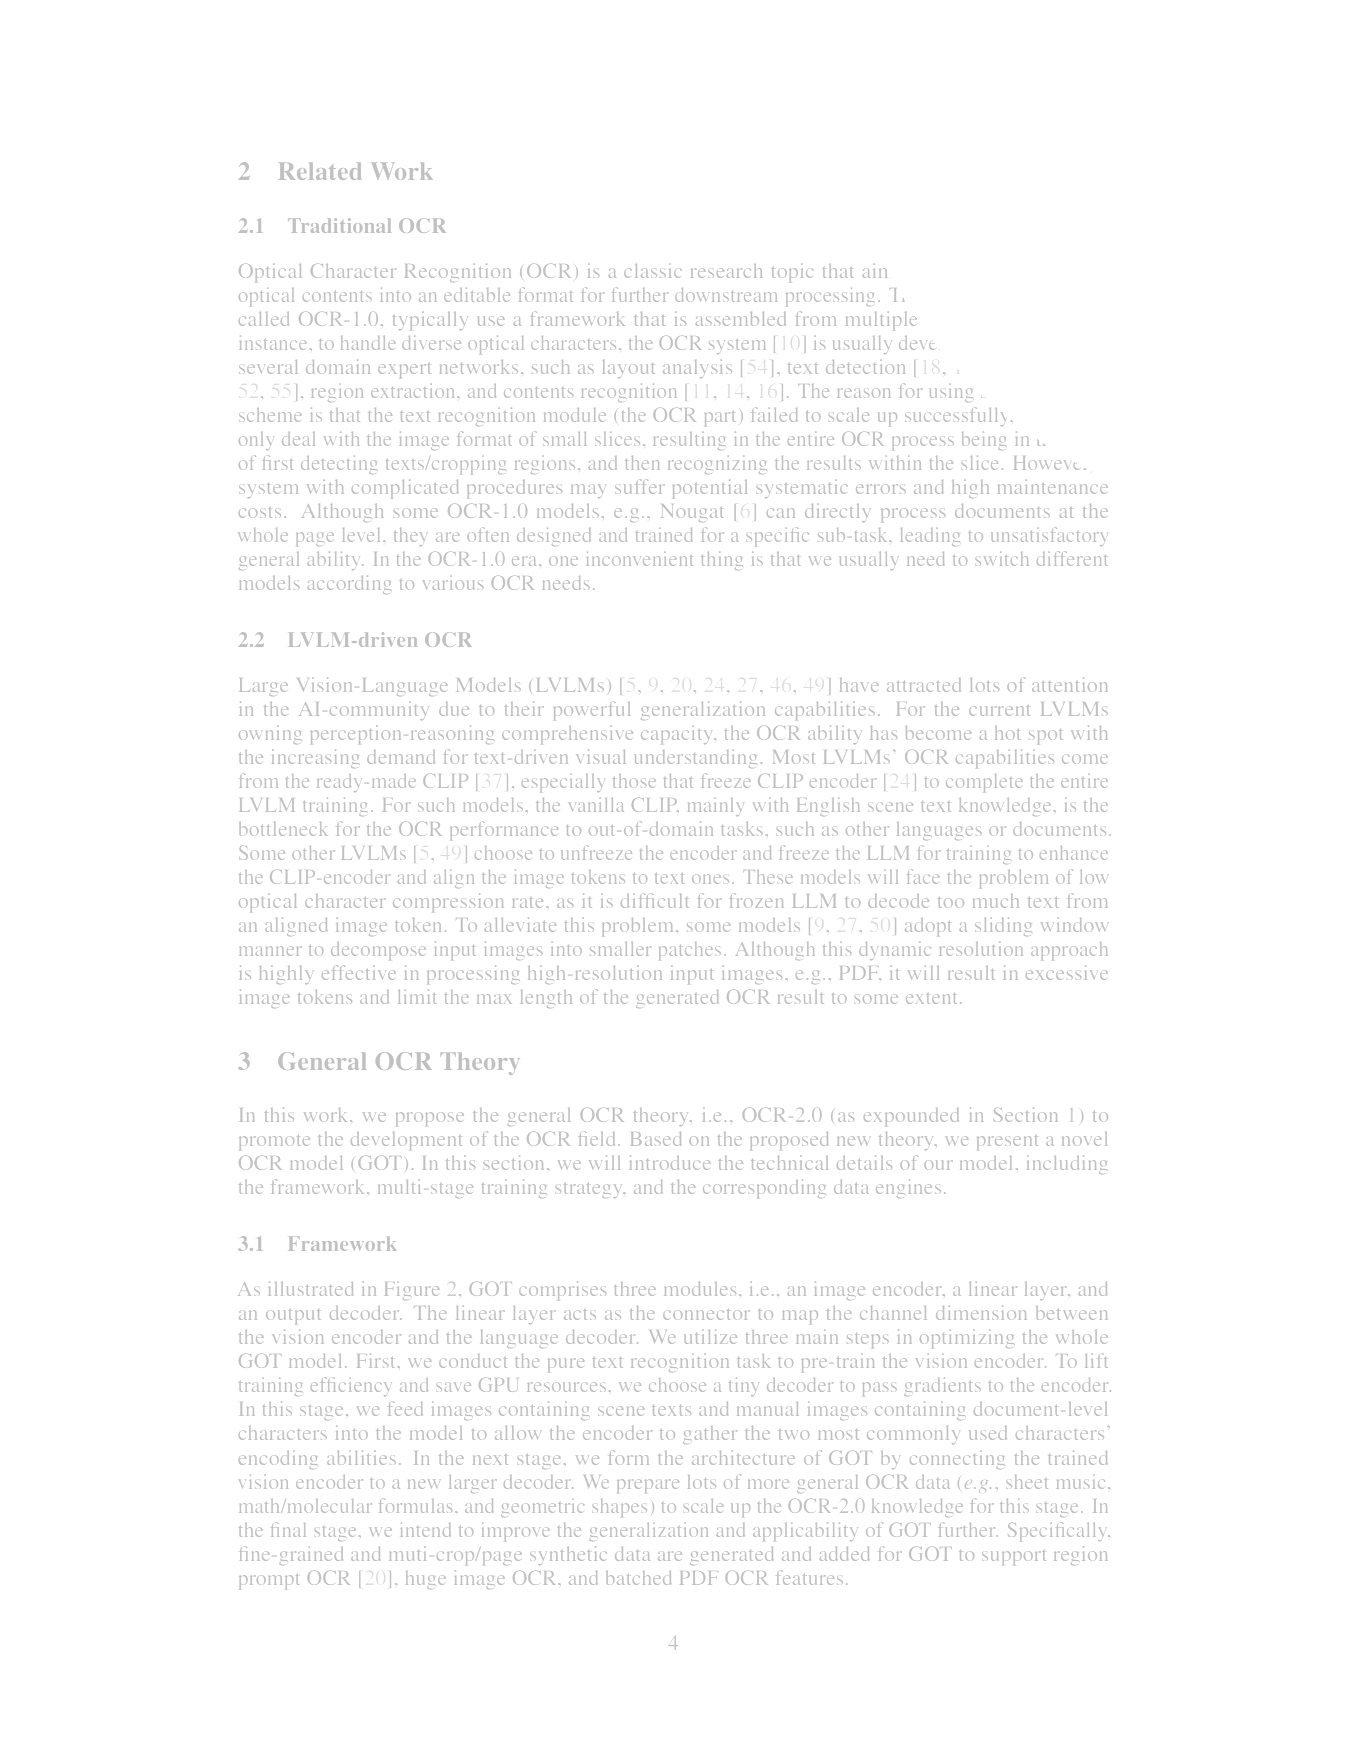 2 Related Work
2.1 Traditional OCR
Optical Character Recognition (OCR) is a classic research topic that
optical contents into an editable format for further downstream processing.
called OCR-1.0, typically use a framework that is assembled from multiple
instance, to handle diverse optical characters, the OCR system [10] is usually
several domain expert networks, such as layout analysis [54], text detection [18,
52, 55], region extraction, and contents recognition [11, 14, 16]. The reason for using
scheme is that the text recognition module (the OCR part) failed to scale up successfully,
only deal with the image format of small slices, resulting in the entire OCR process being in
of first detecting texts/cropping regions, and then recognizing the results within the slice.
system with complicated procedures may suffer potential systematic errors and high maintenance
costs. Although some OCR-1.0 models, e.g., Nougat [6] can directly process documents at the
whole page level, they are often designed and trained for a specific sub-task, leading to unsatisfactory
general ability. In the OCR-1.0 era, one inconvenient thing is that we usually need to switch different
models according to various OCR needs.
2.2 LVLM-driven OCR
Large Vision-Language Models (LVLMs) [5, 9, 20, 24, 27, 46, 49] have attracted lots of attention
in the AI-community due to their powerful generalization capabilities. For the current LVLMs
owning perception-reasoning comprehensive capacity, the OCR ability has become a hot spot with
the increasing demand for text-driven visual understanding. Most LVLMs' OCR capabilities come
from the ready-made CLIP [37], especially those that freeze CLIP encoder [24] to complete the entire
LVLM training. For such models, the vanilla CLIP, mainly with English scene text knowledge, is the
bottleneck for the OCR performance to out-of-domain tasks, such as other languages or documents.
Some other LVLMs [5, 49] choose to unfreeze the encoder and freeze the LLM for training to enhance
the CLIP-encoder and align the image tokens to text ones. These models will face the problem of low
optical character compression rate, as it is difficult for frozen LLM to decode too much text from
an aligned image token. To alleviate this problem, some models [9, 27, 50] adopt a sliding window
manner to decompose input images into smaller patches. Although this dynamic resolution approach
is highly effective in processing high-resolution input images, e.g., PDF, it will result in excessive
image tokens and limit the max length of the generated OCR result to some extent.
3 General OCR Theory
In this work, we propose the general OCR theory, i.e., OCR-2.0 (as expounded in Section 1) to
promote the development of the OCR field. Based on the proposed new theory, we present a novel
OCR model (GOT). In this section, we will introduce the technical details of our model, including
the framework, multi-stage training strategy, and the corresponding data engines.
3.1 Framework
As illustrated in Figure 2, GOT comprises three modules, i.e., an image encoder, a linear layer, and
an output decoder. The linear layer acts as the connector to map the channel dimension between
the vision encoder and the language decoder. We utilize three main steps in optimizing the whole
GOT model. First, we conduct the pure text recognition task to pre-train the vision encoder. To lift
training efficiency and save GPU resources, we choose a tiny decoder to pass gradients to the encoder.
In this stage, we feed images containing scene texts and manual images containing document-level
characters into the model to allow the encoder to gather the two most commonly used characters'
encoding abilities. In the next stage, we form the architecture of GOT by connecting the trained
vision encoder to a new larger decoder. We prepare lots of more general OCR data (e.g., sheet music,
math/molecular formulas, and geometric shapes) to scale up the OCR-2.0 knowledge for this stage. In
the final stage, we intend to improve the generalization and applicability of GOT further. Specifically,
fine-grained and muti-crop/page synthetic data are generated and added for GOT to support region
prompt OCR [20], huge image OCR, and batched PDF OCR features.
4